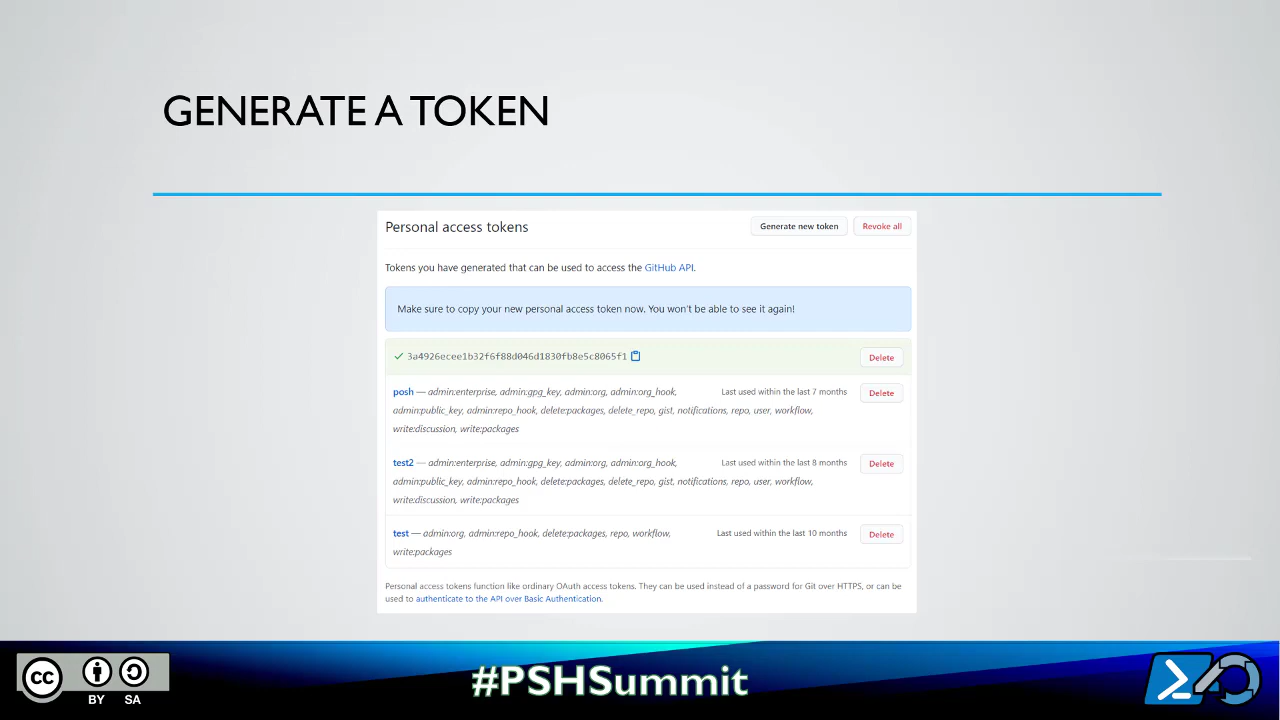 GENERATE A TOKEN
Personal access tokens
Generate new token
Revoke all
Tokens you have generated that can be used to access the GitHub API.
Make sure to copy your new personal access token now. You won't be able to see it again!
3a4926ecee1b32f6f88d046d1830fb8e5c8065f1
Delete
posh — admin:enterprise, admin:gpg_key, admin:org, admin:org_hook,
admin:public_key, admin:repo_hook, delete:packages, delete_repo, gist, notifications, repo, user, workflow,
write:discussion, write:packages
Last used within the last 7 months
Delete
test2 — admin:enterprise, admin:gpg_key, admin:org, admin:org_hook,
admin:public_key, admin:repo_hook, delete:packages, delete_repo, gist, notifications, repo, user, workflow,
write:discussion, write:packages
Last used within the last 8 months
Delete
test — admin:org, admin:repo_hook, delete:packages, repo, workflow,
write:packages
Last used within the last 10 months
Delete
Personal access tokens function like ordinary OAuth access tokens. They can be used instead of a password for Git over HTTPS, or can be
used to authenticate to the API over Basic Authentication.
cc
BY SA
#PSHSummit